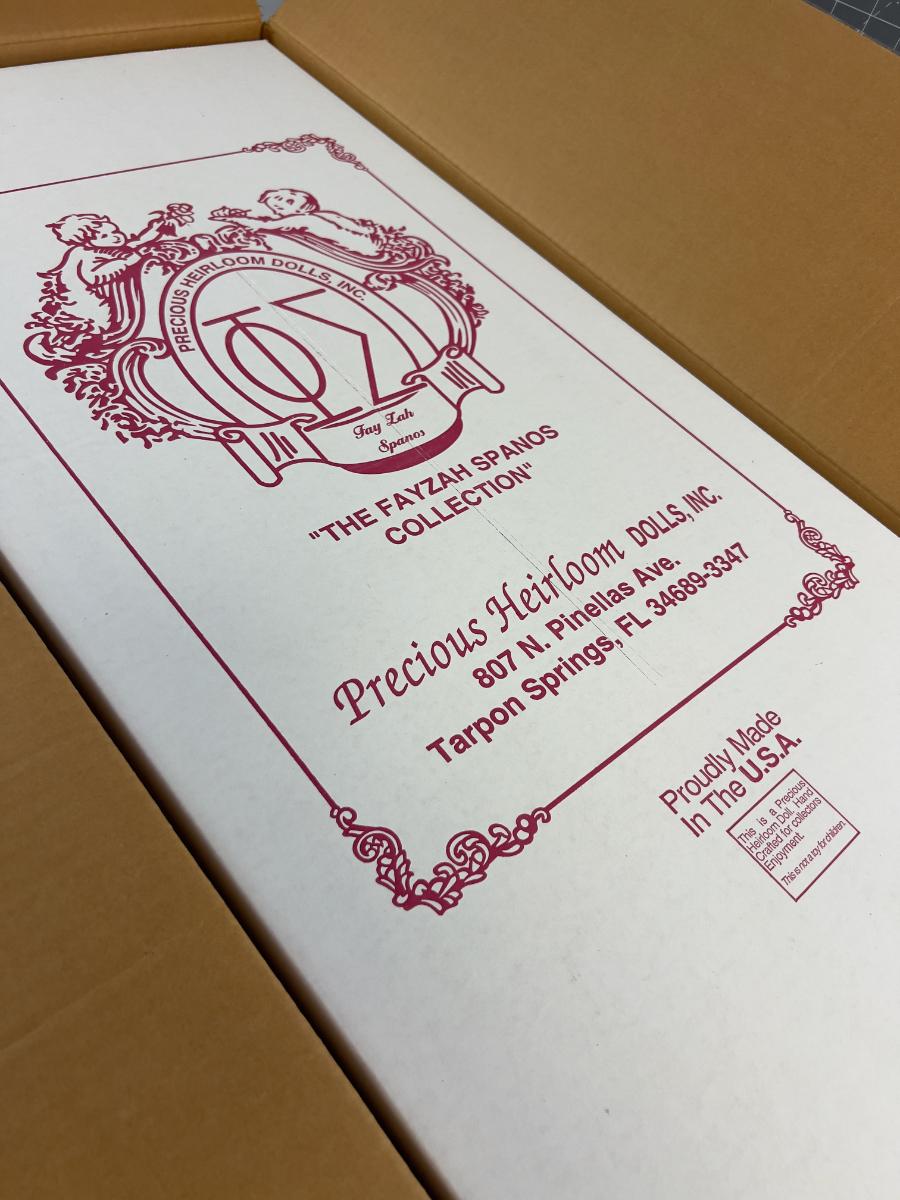 PRECIOUS HEIRLOOM DOLLS, INC.
ΦΣ
Fay Zah
Spanos
"THE FAYZAH SPANOS
COLLECTION"
Precious Heirloom DOLLS, INC.
807 N. Pinellas Ave.
Tarpon Springs, FL 34689-3347
Proudly Made
In The U.S.A.
This is a Precious
Heirloom Doll. Hand
Crafted for collectors
Enjoyment.
This is not a toy for children.